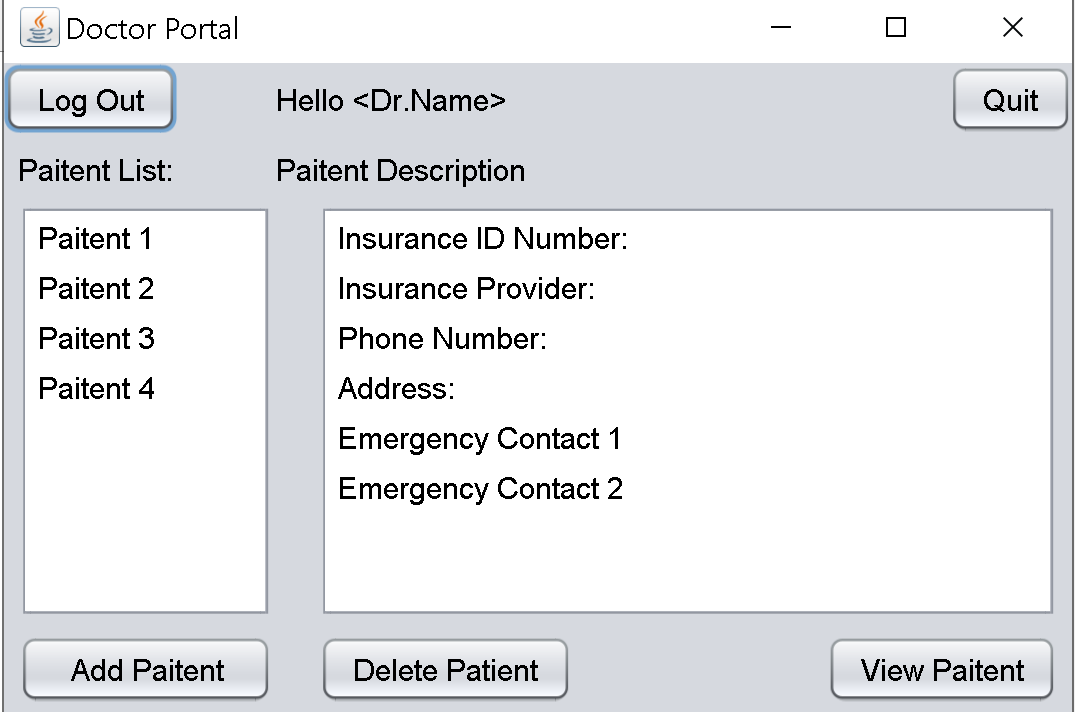 Doctor Portal
Log Out
Hello <Dr.Name>
Quit
Paitent List:
Paitent Description
Paitent 1
Paitent 2
Paitent 3
Paitent 4
Insurance ID Number:
Insurance Provider:
Phone Number:
Address:
Emergency Contact 1
Emergency Contact 2
Add Paitent
Delete Patient
View Paitent